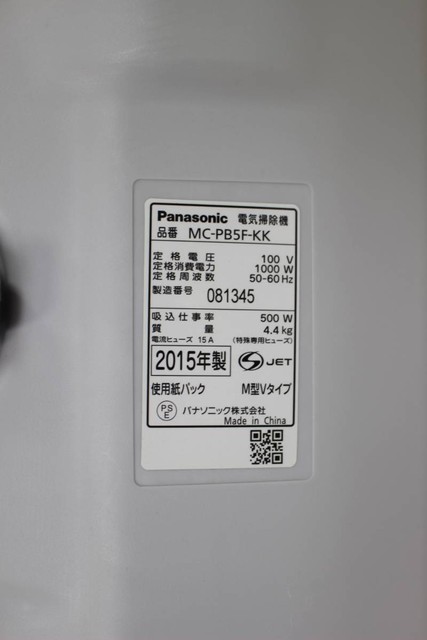 Panasonic 電気掃除機
品番 MC-PB5F-KK
定格電圧 100 V
定格消費電力 1000 W
定格周波数 50-60 Hz
製造番号 081345
吸込仕事率 500 W
質量 4.4 kg
電流ヒューズ 15 A (特殊専用ヒューズ)
2015年製 S JET
使用紙パック M型Vタイプ
PS E パナソニック株式会社
Made in China